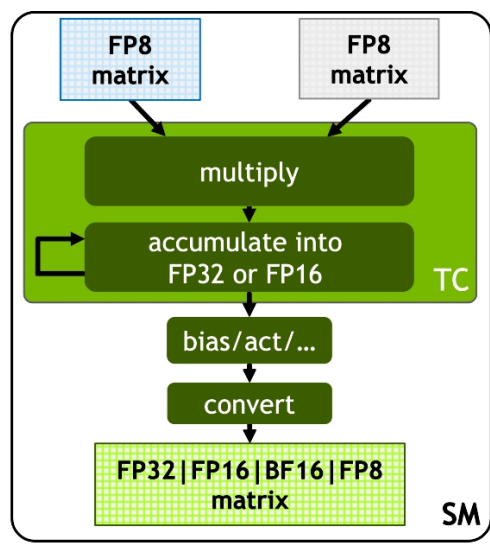 FP8
matrix
FP8
matrix
multiply
accumulate into
FP32 or FP16
TC
bias/act/...
convert
FP32|FP16|BF16|FP8
matrix
SM